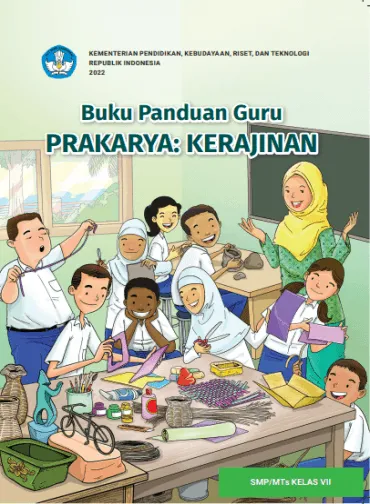 KEMENTERIAN PENDIDIKAN, KEBUDAYAAN, RISET, DAN TEKNOLOGI
REPUBLIK INDONESIA
2022
Buku Panduan Guru
PRAKARYA: KERAJINAN
SMP/MTs KELAS VII